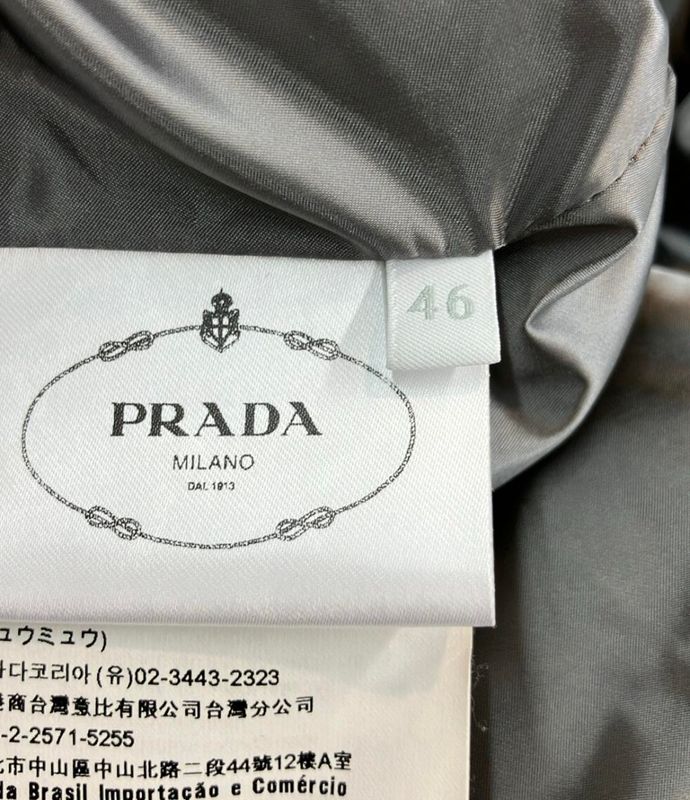 46
PRADA
MILANO
DAL 1913
ュウミュウ)
다코리아(유)02-3443-2323
商台灣意比有限公司台灣分公司
-2-2571-5255
市中山區中山北路二段44號12樓A室
da Brasil Importação e Comércio